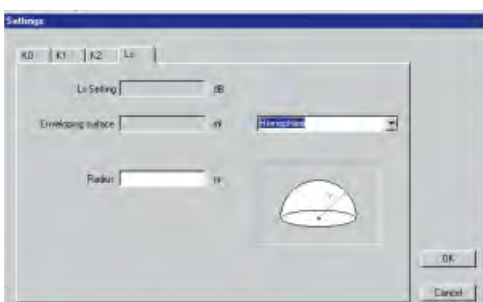 Settings
K0 K1 K2 Ls
Ls Setting dB
Enveloping surface m²
Hemisphere
Radius m
r
OK
Cancel